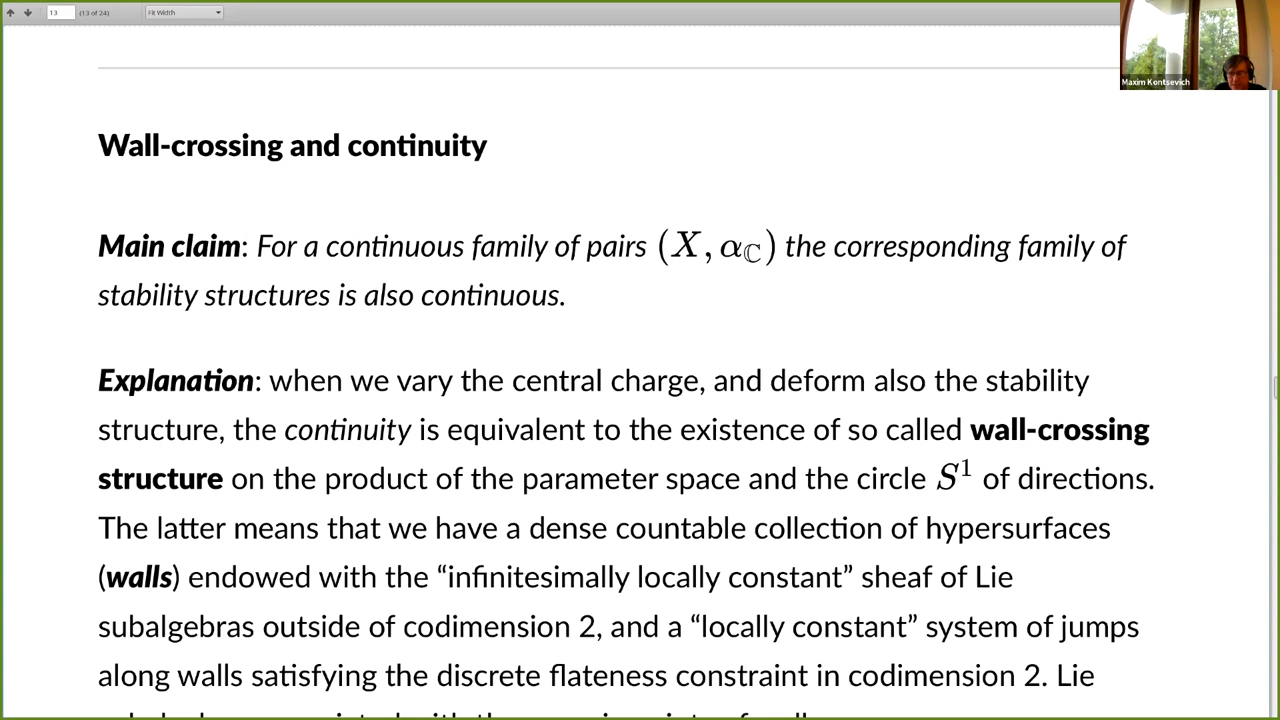 13 (13 of 24) Fit Width
Maxim Kontsevich
Wall-crossing and continuity
Main claim: For a continuous family of pairs (X, α_ℂ) the corresponding family of
stability structures is also continuous.
Explanation: when we vary the central charge, and deform also the stability
structure, the continuity is equivalent to the existence of so called wall-crossing
structure on the product of the parameter space and the circle S¹ of directions.
The latter means that we have a dense countable collection of hypersurfaces
(walls) endowed with the “infinitesimally locally constant” sheaf of Lie
subalgebras outside of codimension 2, and a “locally constant” system of jumps
along walls satisfying the discrete flateness constraint in codimension 2. Lie